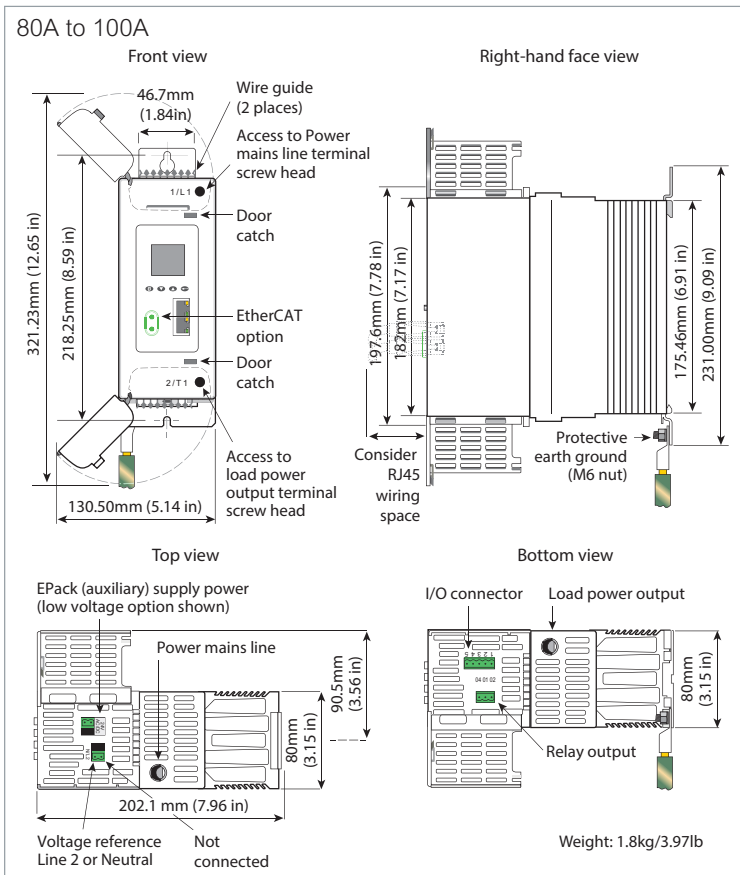 80A to 100A
Front view
Right-hand face view
46.7mm
(1.84in)
Wire guide
(2 places)
Access to Power
mains line terminal
screw head
1/L1
Door
catch
EtherCAT
option
Door
catch
2/T1
Access to
load power
output terminal
screw head
321.23mm (12.65 in)
218.25mm (8.59 in)
130.50mm (5.14 in)
197.6mm (7.78 in)
182mm (7.17 in)
175.46mm (6.91 in)
231.00mm (9.09 in)
Consider
RJ45
wiring
space
Protective
earth ground
(M6 nut)
Top view
EPack (auxiliary) supply power
(low voltage option shown)
Power mains line
90.5mm
(3.56 in)
80mm
(3.15 in)
202.1 mm (7.96 in)
Voltage reference
Line 2 or Neutral
Not
connected
Bottom view
I/O connector
Load power output
5 4 3 2 1
04 01 02
80mm
(3.15 in)
Relay output
Weight: 1.8kg/3.97lb